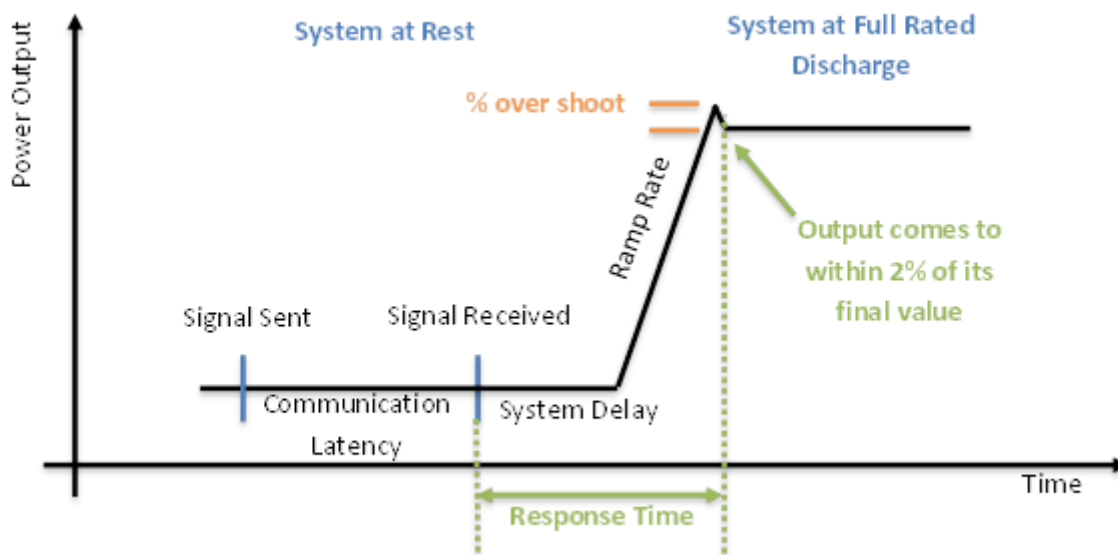 System at Rest
System at Full Rated
Discharge
Power Output
% over shoot
Ramp Rate
Output comes to
within 2% of its
final value
Signal Sent
Signal Received
Communication
Latency
System Delay
Time
Response Time